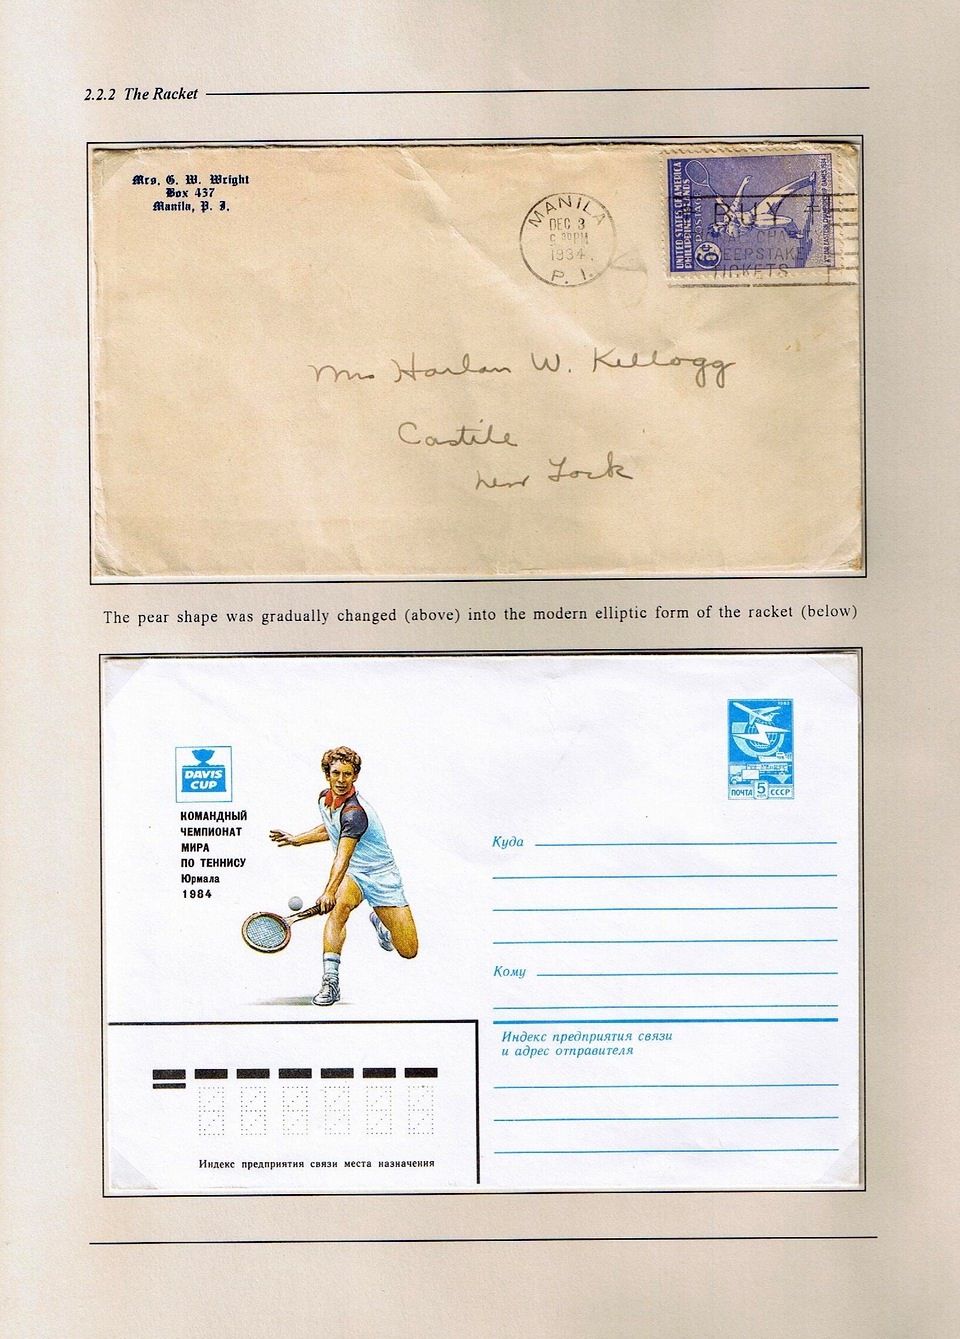 2.2.2 The Racket
Mrs. G. W. Wright
Box 437
Manila, P. I.
MANILA
DEC 3
1934.
P. I.
UNITED STATES OF AMERICA
PHILIPPINE ISLANDS
POSTAGE
6c
BUY
TICKETS
Mrs Harlan W. Kellogg
Castile
New York
The pear shape was gradually changed (above) into the modern elliptic form of the racket (below)
DAVIS
CUP
КОМАНДНЫЙ
ЧЕМПИОНАТ
МИРА
ПО ТЕННИСУ
Юрмала
1984
1983
ПОЧТА 5 коп СССР
Куда
Кому
Индекс предприятия связи
и адрес отправителя
Индекс предприятия связи места назначения